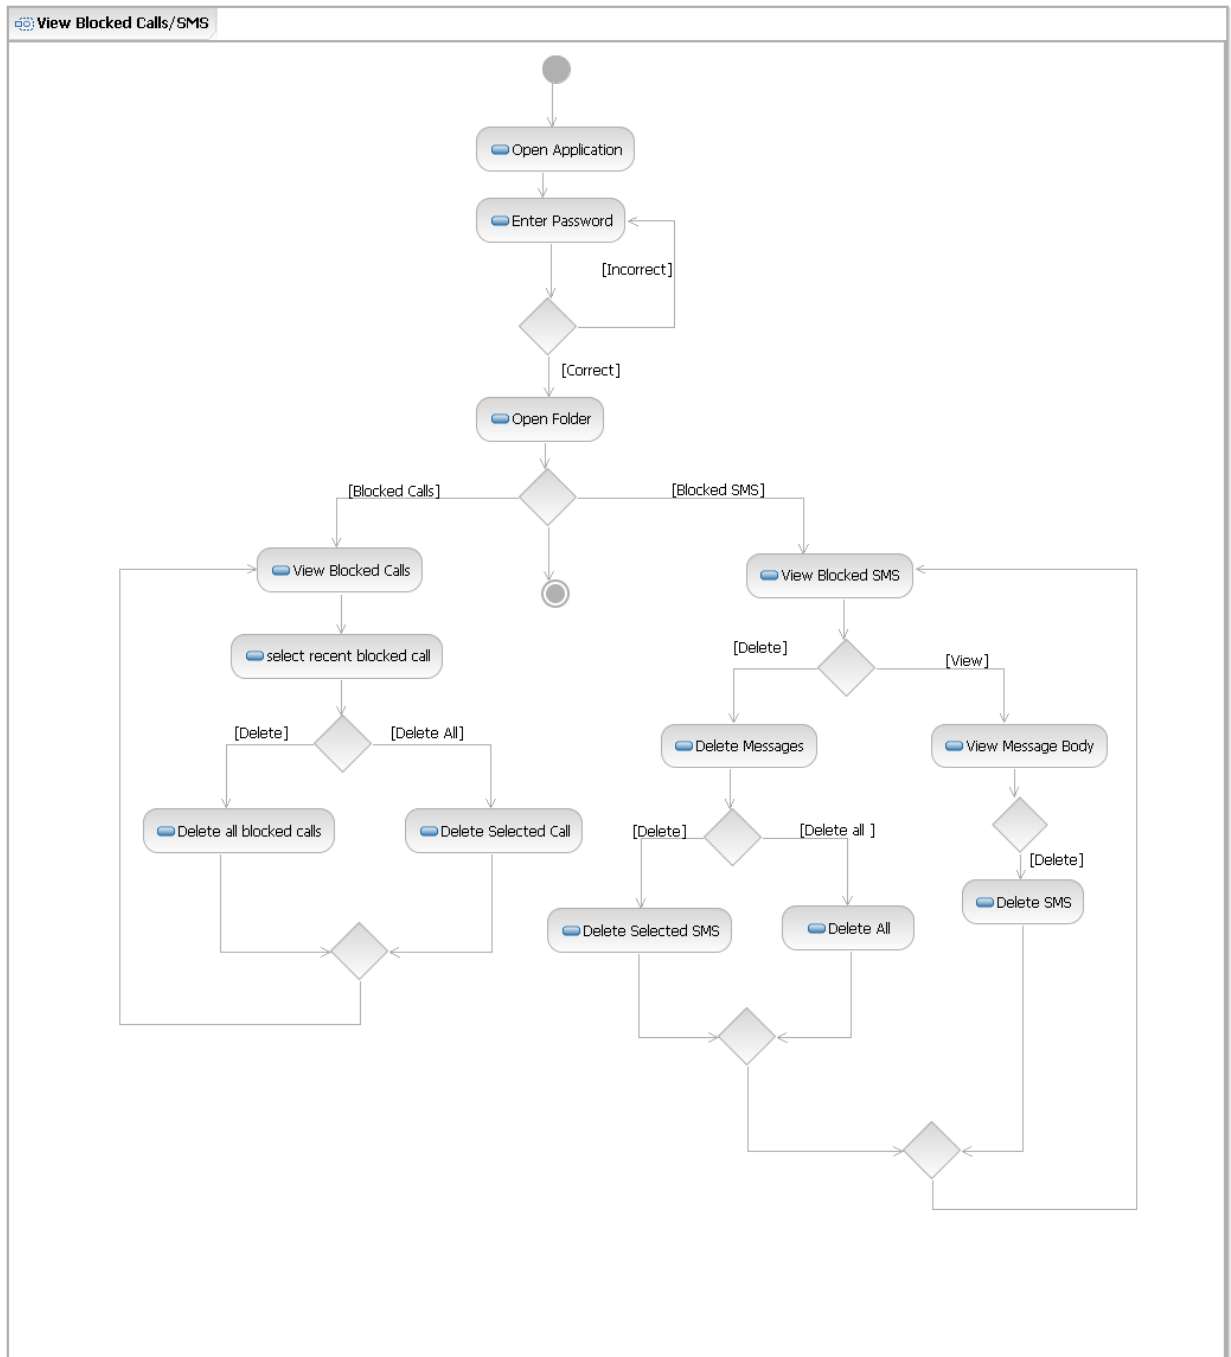 View Blocked Calls/SMS
Open Application
Enter Password
[Incorrect]
[Correct]
Open Folder
[Blocked Calls]
[Blocked SMS]
View Blocked Calls
View Blocked SMS
select recent blocked call
[Delete]
[View]
[Delete]
[Delete All]
Delete Messages
View Message Body
Delete all blocked calls
Delete Selected Call
[Delete]
[Delete all ]
[Delete]
Delete Selected SMS
Delete All
Delete SMS